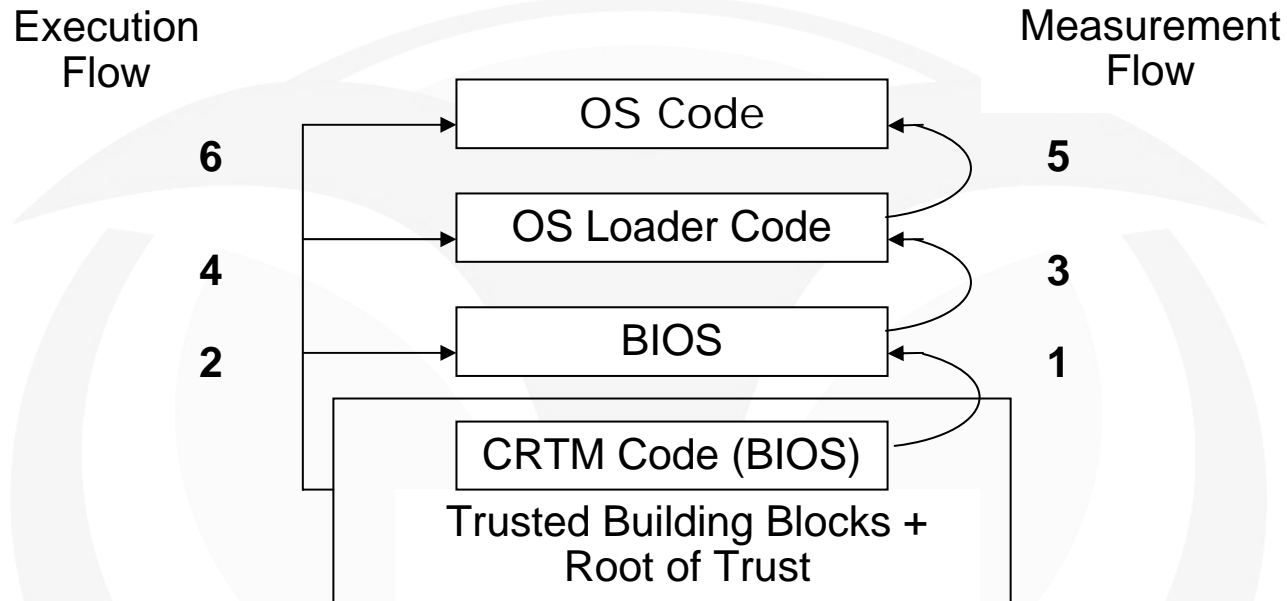 Execution
Flow
Measurement
Flow
OS Code
6
5
OS Loader Code
4
3
BIOS
2
1
CRTM Code (BIOS)
Trusted Building Blocks +
Root of Trust